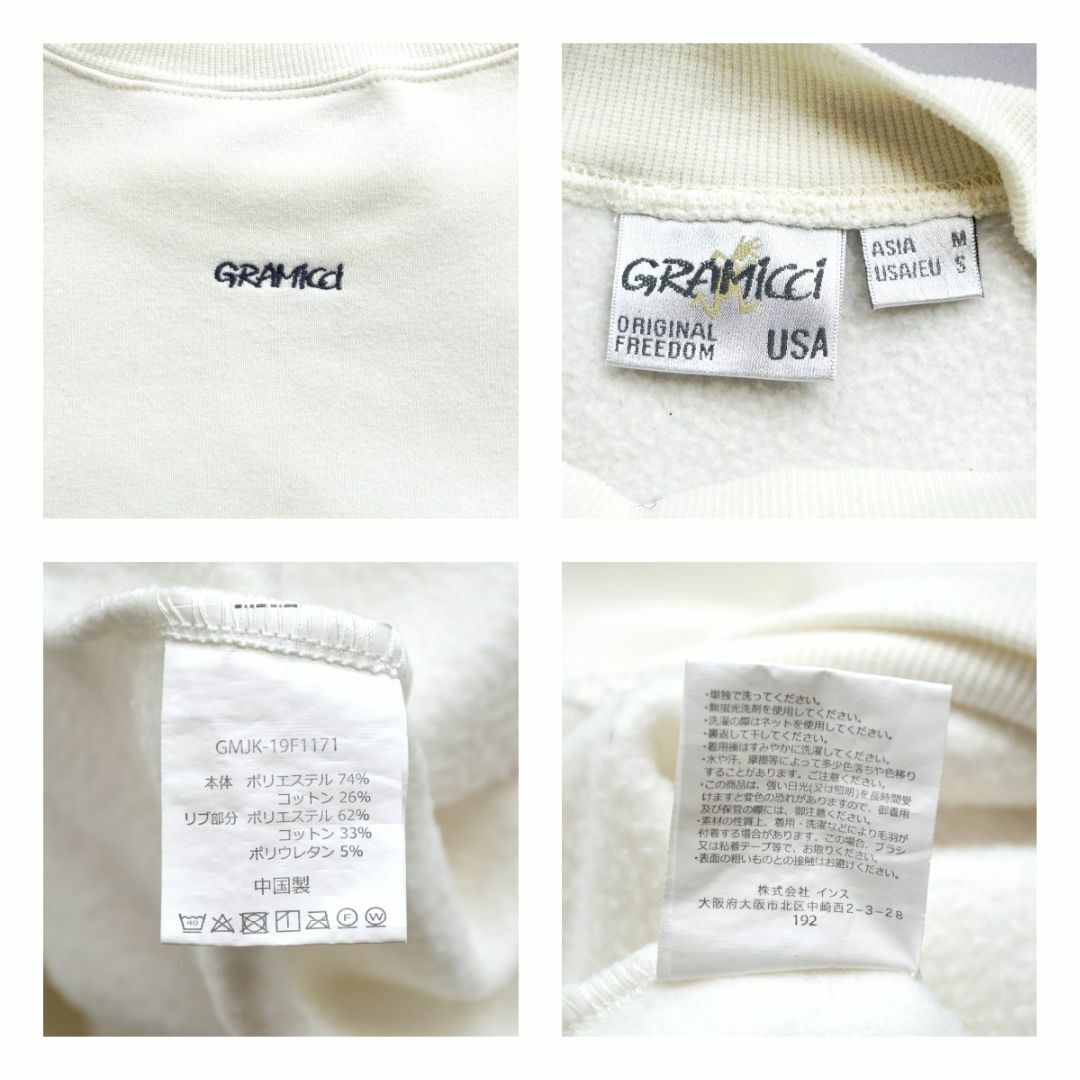 GRAMicci
GRAMicci
ORIGINAL
FREEDOM USA
ASIA M
USA/EU S
GMJK-19F1171
本体 ポリエステル 74%
コットン 26%
リブ部分 ポリエステル 62%
コットン 33%
ポリウレタン 5%
中国製
40 F W
・単独で洗ってください。
・無蛍光洗剤を使用してください。
・洗濯の際はネットを使用してください。
・裏返して干してください。
・着用後はすみやかに洗濯してください。
・水や汗、摩擦等によって多少色落ちや色移り
することがあります。ご注意ください。
・この商品は、強い日光(又は照明)を長時間受
けますと変色の恐れがありますので、御着用
及び保管の際には、御注意ください。
・素材の性質上、着用・洗濯などにより毛羽が
付着する場合があります。この場合、ブラシ
又は粘着テープ等で、お取りください。
・表面の粗いものとの接触はお避けください。
株式会社 インス
大阪府大阪市北区中崎西2-3-28
192